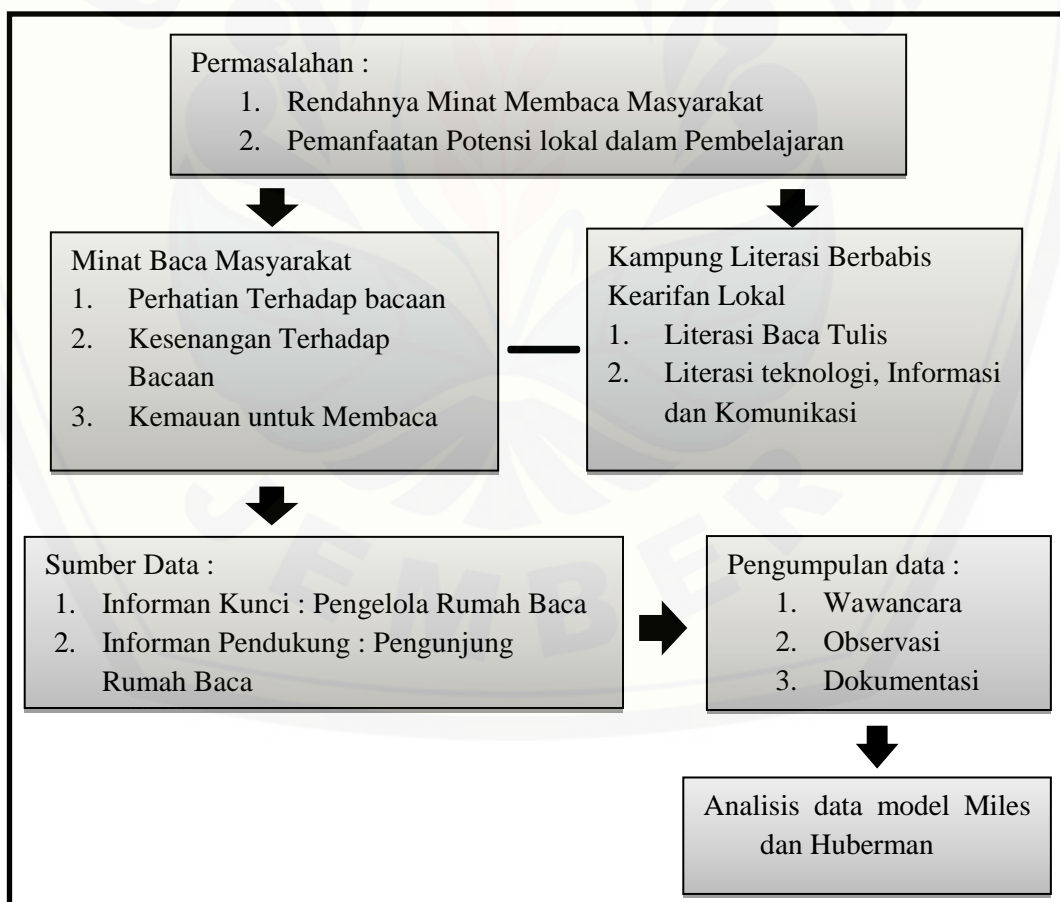 Permasalahan :
1. Rendahnya Minat Membaca Masyarakat
2. Pemanfaatan Potensi lokal dalam Pembelajaran
Minat Baca Masyarakat
1. Perhatian Terhadap bacaan
2. Kesenangan Terhadap
Bacaan
3. Kemauan untuk Membaca
Kampung Literasi Berbabis
Kearifan Lokal
1. Literasi Baca Tulis
2. Literasi teknologi, Informasi
dan Komunikasi
Sumber Data :
1. Informan Kunci : Pengelola Rumah Baca
2. Informan Pendukung : Pengunjung
Rumah Baca
Pengumpulan data :
1. Wawancara
2. Observasi
3. Dokumentasi
Analisis data model Miles
dan Huberman
JEMBER